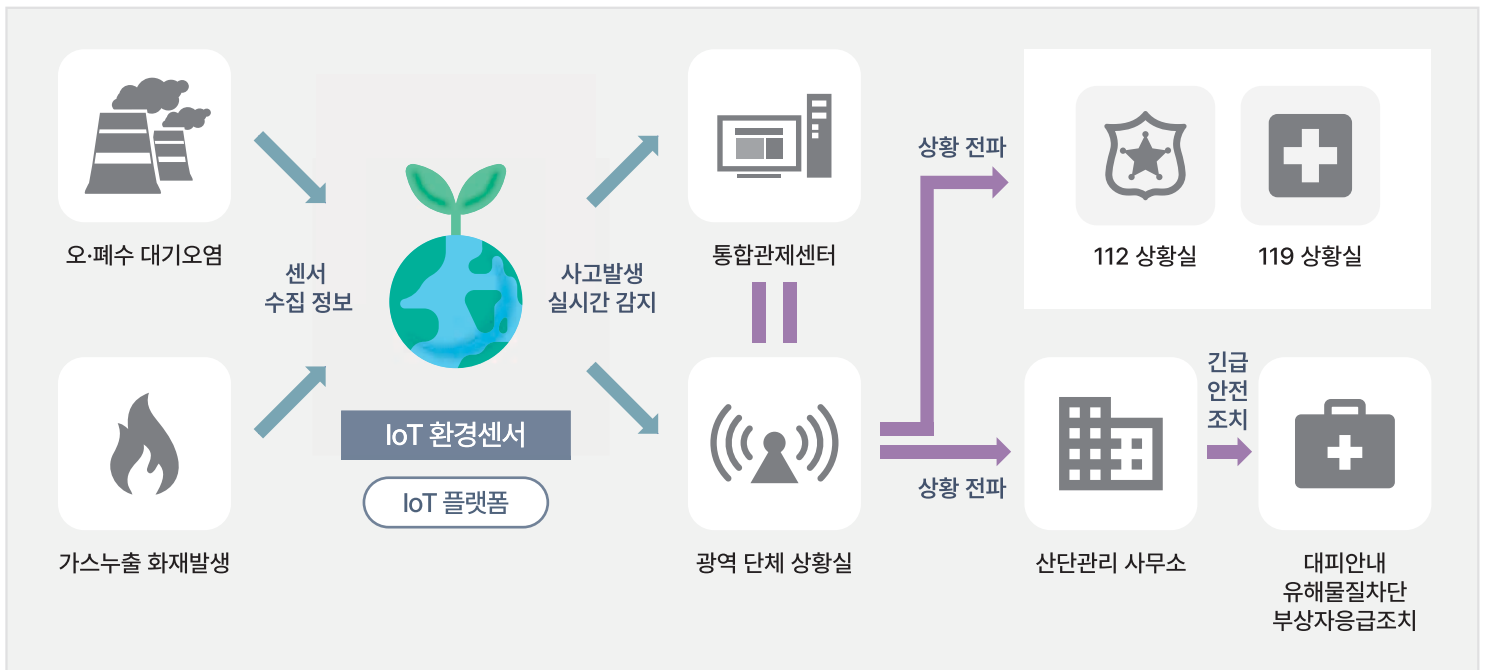 오·폐수 대기오염
센서
수집 정보
가스누출 화재발생
IoT 환경센서
IoT 플랫폼
사고발생
실시간 감지
통합관제센터
광역 단체 상황실
상황 전파
112 상황실
119 상황실
상황 전파
산단관리 사무소
긴급
안전
조치
대피안내
유해물질차단
부상자응급조치